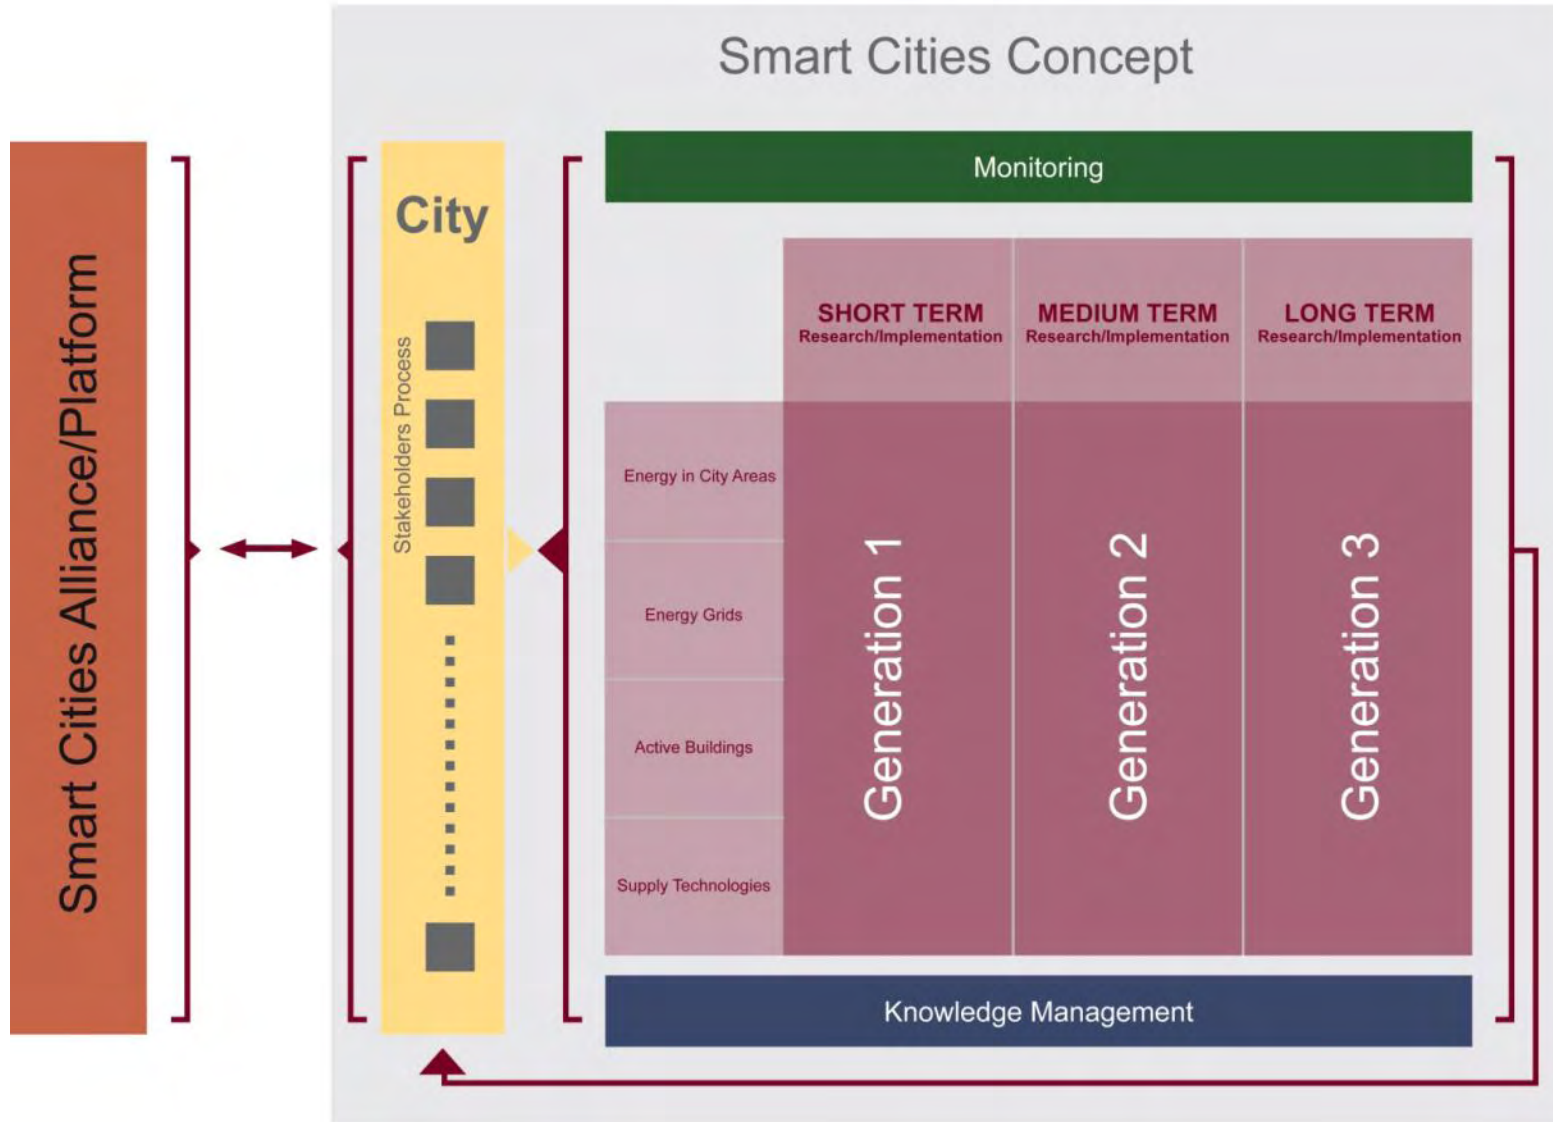 Smart Cities Concept
Smart Cities Alliance/Platform
City
Stakeholders Process
Monitoring
SHORT TERM
Research/Implementation
MEDIUM TERM
Research/Implementation
LONG TERM
Research/Implementation
Energy in City Areas
Energy Grids
Active Buildings
Supply Technologies
Generation 1
Generation 2
Generation 3
Knowledge Management